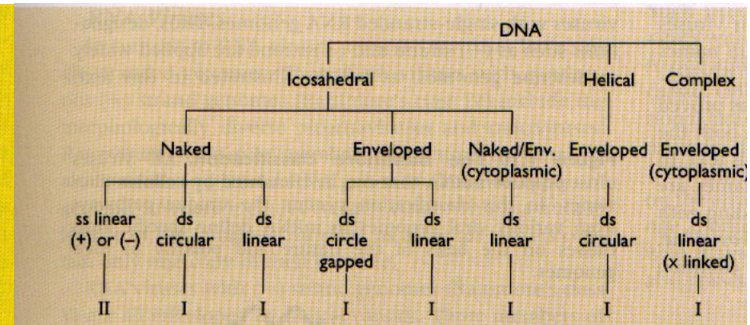 DNA
Icosahedral Helical Complex
Naked Enveloped Naked/Env. Enveloped Enveloped
(cytoplasmic) (cytoplasmic)
ss linear ds ds ds ds ds ds ds
(+) or (–) circular linear circle linear linear circular linear
gapped (x linked)
II I I I I I I I